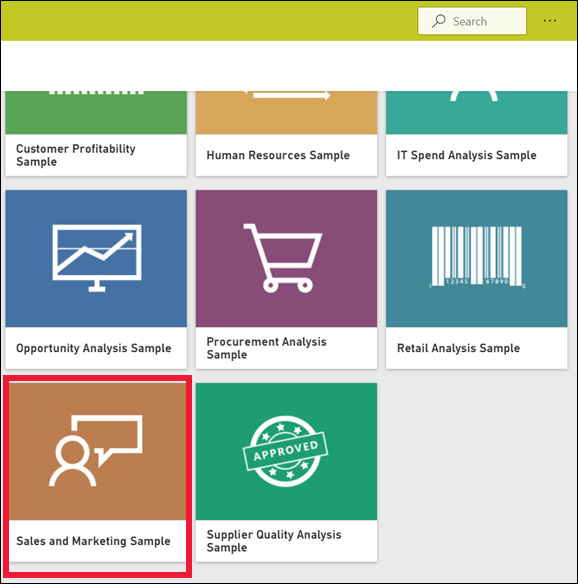 Search
Customer Profitability
Sample
Human Resources Sample
IT Spend Analysis Sample
1 12345 67890 0
Opportunity Analysis Sample
Procurement Analysis
Sample
Retail Analysis Sample
APPROVED
Sales and Marketing Sample
Supplier Quality Analysis
Sample